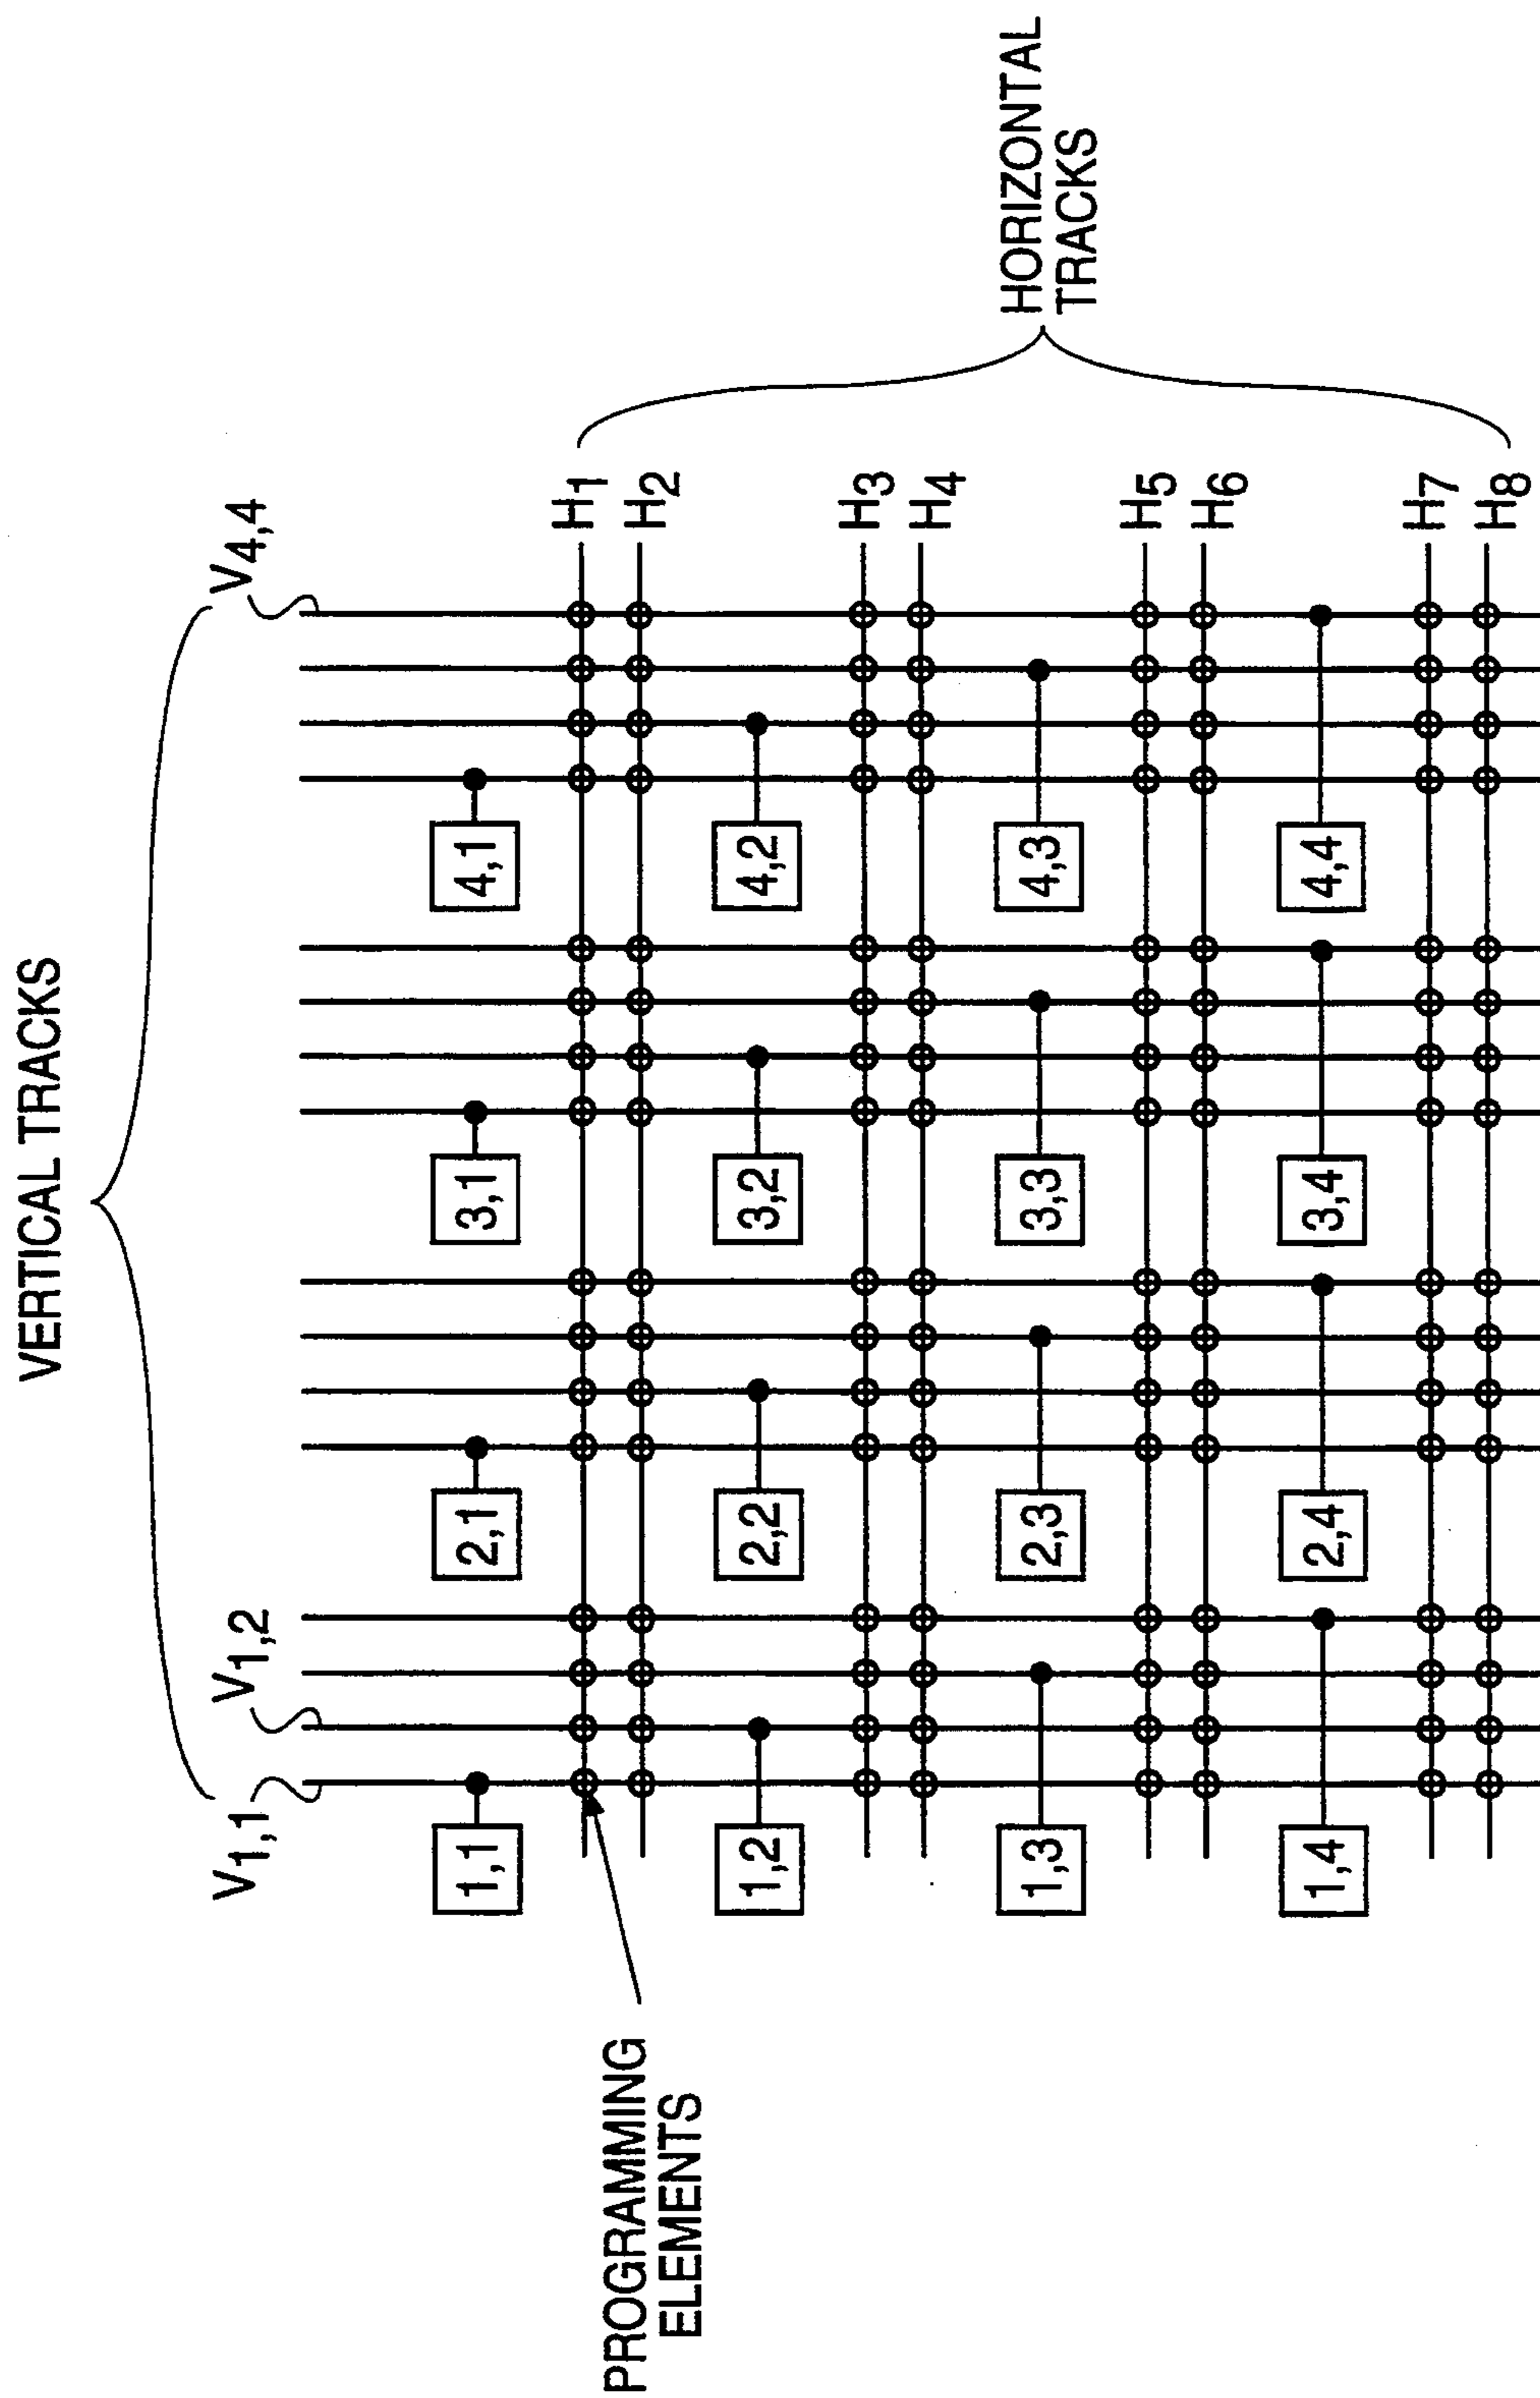 VERTICAL TRACKS
V1,1
V1,2
V4,4
1,1
2,1
3,1
4,1
H1
H2
PROGRAMMING
ELEMENTS
1,2
2,2
3,2
4,2
H3
H4
1,3
2,3
3,3
4,3
HORIZONTAL
TRACKS
H5
H6
1,4
2,4
3,4
4,4
H7
H8